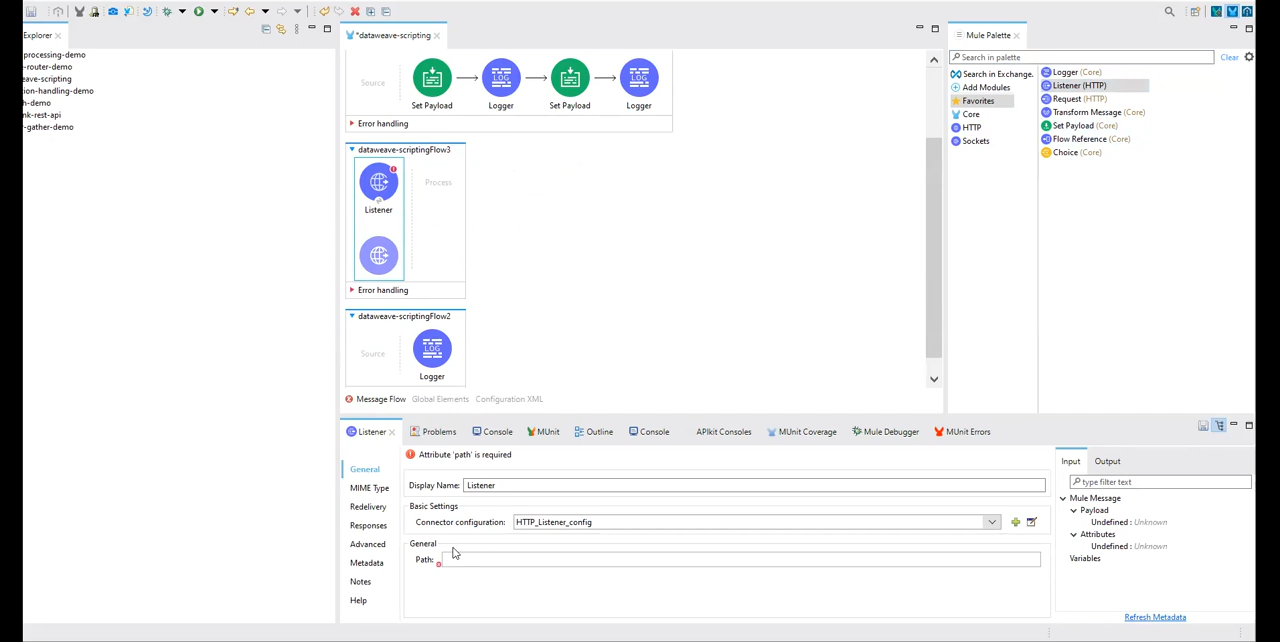 Explorer
*dataweave-scripting
Mule Palette
-processing-demo
-router-demo
weave-scripting
tion-handling-demo
h-demo
nk-rest-api
r-gather-demo
Source
Set Payload
Logger
Set Payload
Logger
Error handling
dataweave-scriptingFlow3
Listener
Process
Error handling
dataweave-scriptingFlow2
Source
LOG
Logger
Message Flow
Global Elements
Configuration XML
Search in palette
Clear
Search in Exchange.
Add Modules
Favorites
Core
HTTP
Sockets
Logger (Core)
Listener (HTTP)
Request (HTTP)
Transform Message (Core)
Set Payload (Core)
Flow Reference (Core)
Choice (Core)
Listener
Problems
Console
MUnit
Outline
Console
APIkit Consoles
MUnit Coverage
Mule Debugger
MUnit Errors
General
MIME Type
Redelivery
Responses
Advanced
Metadata
Notes
Help
Attribute 'path' is required
Display Name: Listener
Basic Settings
Connector configuration: HTTP_Listener_config
General
Path:
Input
Output
type filter text
Mule Message
Payload
Undefined : Unknown
Attributes
Undefined : Unknown
Variables
Refresh Metadata